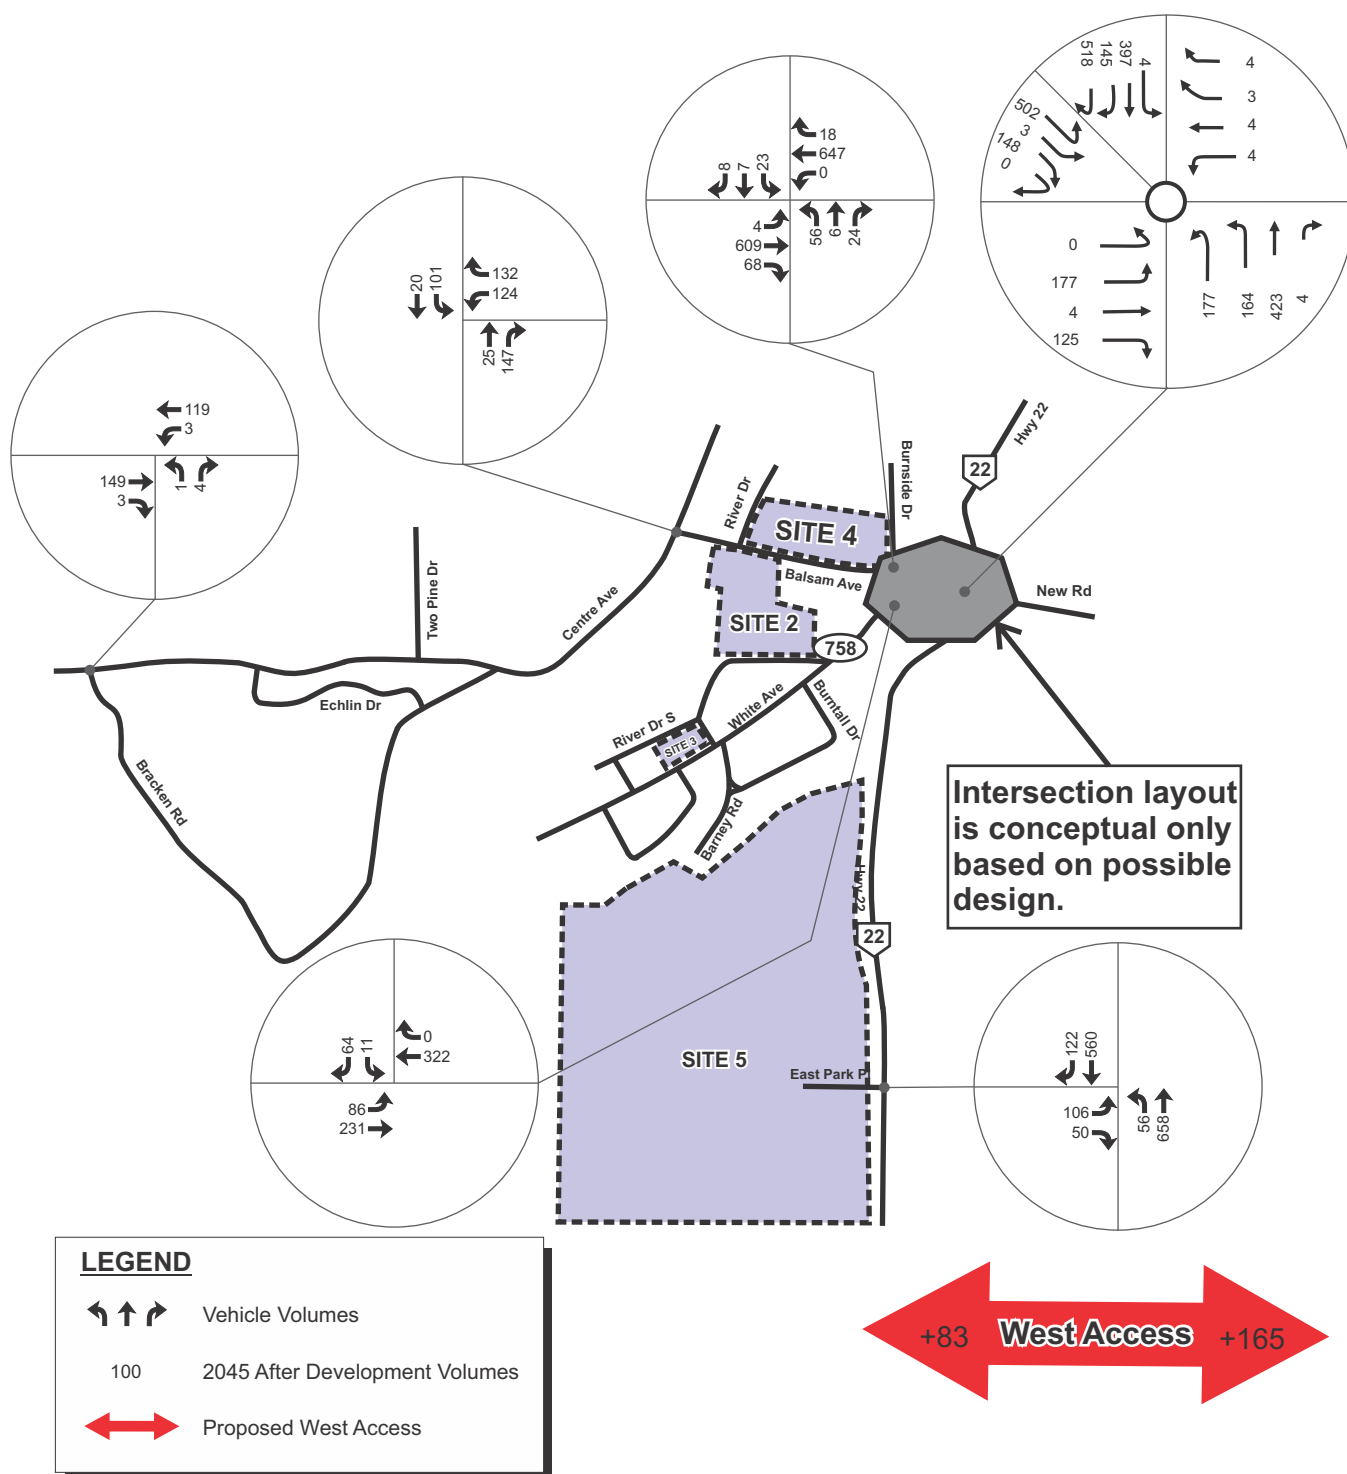 518
145
397
4
4
3
4
4
502
3
148
0
0
177
4
125
177
164
423
4
18
647
0
8
7
23
4
609
68
56
6
24
20
101
132
124
25
147
119
3
149
3
1
4
Hwy 22
22
Burnside Dr
River Dr
SITE 4
Balsam Ave
New Rd
Two Pine Dr
Centre Ave
SITE 2
758
Echlin Dr
River Dr S
SITE 3
White Ave
Burntall Dr
Bracken Rd
Barney Rd
Intersection layout
is conceptual only
based on possible
design.
Hwy 22
22
64
11
0
322
86
231
SITE 5
East Park P
122
560
106
50
56
658
LEGEND
Vehicle Volumes
100 2045 After Development Volumes
Proposed West Access
+83 West Access +165